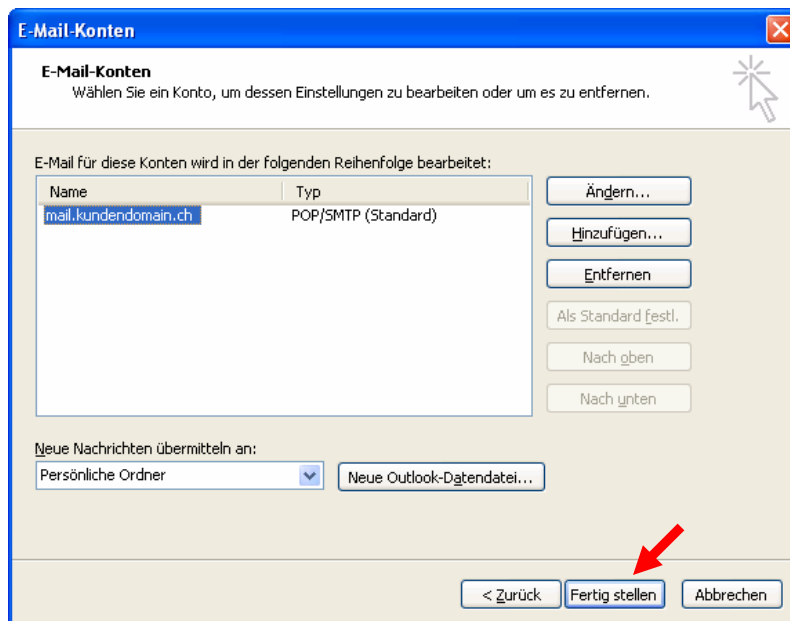 E-Mail-Konten
E-Mail-Konten
Wählen Sie ein Konto, um dessen Einstellungen zu bearbeiten oder um es zu entfernen.
E-Mail für diese Konten wird in der folgenden Reihenfolge bearbeitet:
Name Typ
mail.kundendomain.ch POP/SMTP (Standard)
Ändern...
Hinzufügen...
Entfernen
Als Standard festl.
Nach oben
Nach unten
Neue Nachrichten übermitteln an:
Persönliche Ordner Neue Outlook-Datendatei...
< Zurück Fertig stellen Abbrechen